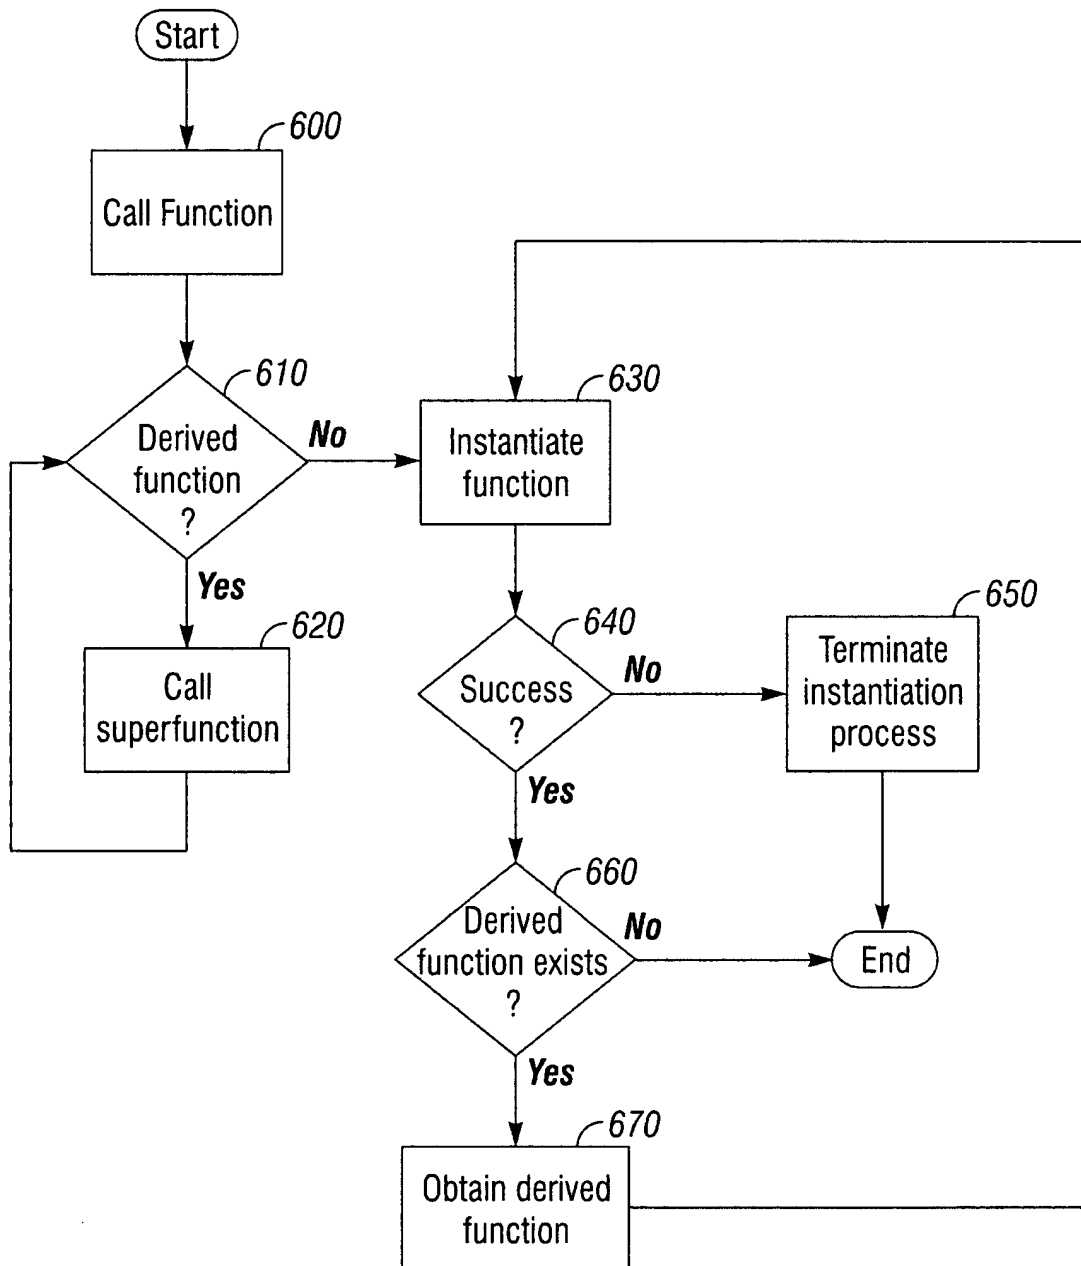 Start
600
Call Function
610
Derived
function
?
No
Yes
620
Call
superfunction
630
Instantiate
function
640
Success
?
No
Yes
650
Terminate
instantiation
process
660
Derived
function exists
?
No
Yes
End
670
Obtain derived
function